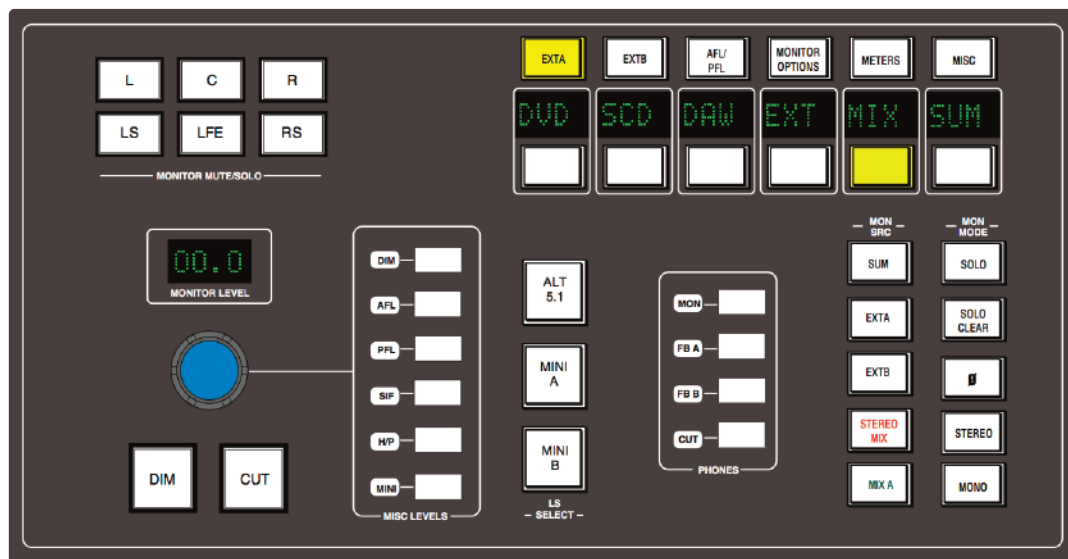 L C R
LS LFE RS
MONITOR MUTE/SOLO
EXTA EXTB AFL/ PFL MONITOR OPTIONS METERS MISC
DVD SCD DAW EXT MIX SUM
00.0
MONITOR LEVEL
DIM
AFL
PFL
SIF
H/P
MINI
MISC LEVELS
DIM CUT
ALT
5.1
MINI
A
MINI
B
LS
SELECT
MON
FB A
FB B
CUT
PHONES
MON
SRC
SUM
EXTA
EXTB
STEREO
MIX
MIX A
MON
MODE
SOLO
SOLO
CLEAR
Ø
STEREO
MONO